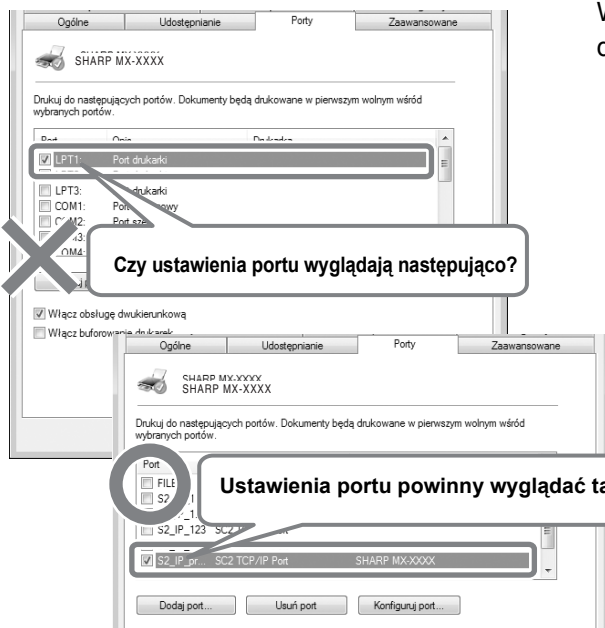 Ogólne Udostępnianie Porty Zaawansowane
SHARP MX-XXXX
Drukuj do następujących portów. Dokumenty będą drukowane w pierwszym wolnym wśród
wybranych portów.
Port Opis Drukarka
LPT1: Port drukarki
LPT3: drukarki
COM1:
Czy ustawienia portu wyglądają następująco?
Włącz obsługę dwukierunkową
Włącz buforowanie drukarek
Ogólne Udostępnianie Porty Zaawansowane
SHARP MX-XXXX
SHARP MX-XXXX
Drukuj do następujących portów. Dokumenty będą drukowane w pierwszym wolnym wśród
wybranych portów.
Port
Ustawienia portu powinny wyglądać ta
S2_IP_123
S2_IP_pr... SC2 TCP/IP Port SHARP MX-XXXX
Dodaj port... Usuń port Konfiguruj port...